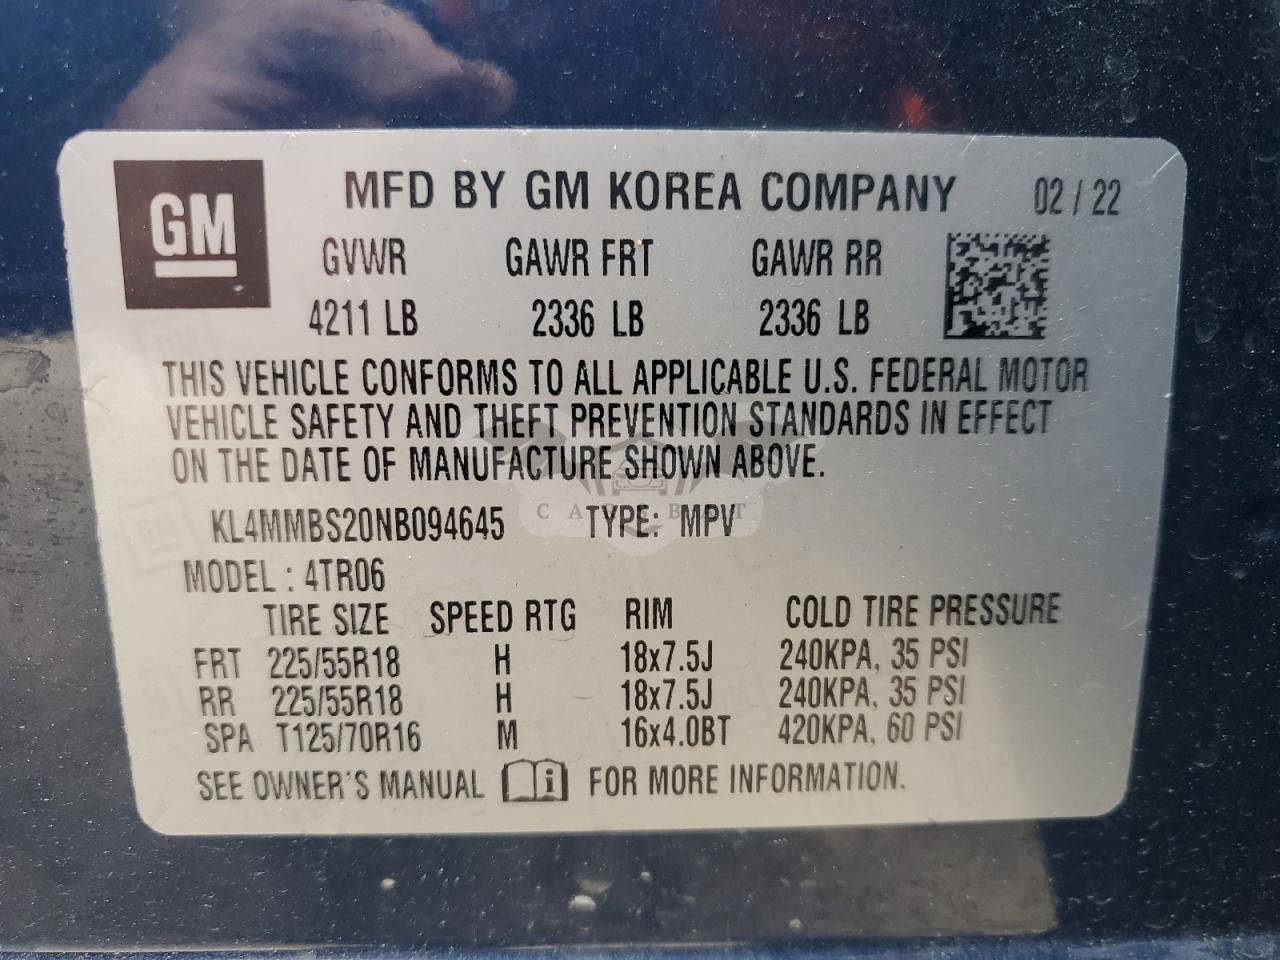 GM
MFD BY GM KOREA COMPANY 02 / 22
GVWR GAWR FRT GAWR RR
4211 LB 2336 LB 2336 LB
THIS VEHICLE CONFORMS TO ALL APPLICABLE U.S. FEDERAL MOTOR
VEHICLE SAFETY AND THEFT PREVENTION STANDARDS IN EFFECT
ON THE DATE OF MANUFACTURE SHOWN ABOVE.
KL4MMBS20NB094645 TYPE: MPV
MODEL : 4TR06
TIRE SIZE SPEED RTG RIM COLD TIRE PRESSURE
FRT 225/55R18 H 18x7.5J 240KPA, 35 PSI
RR 225/55R18 H 18x7.5J 240KPA, 35 PSI
SPA T125/70R16 M 16x4.0BT 420KPA, 60 PSI
SEE OWNER'S MANUAL FOR MORE INFORMATION.